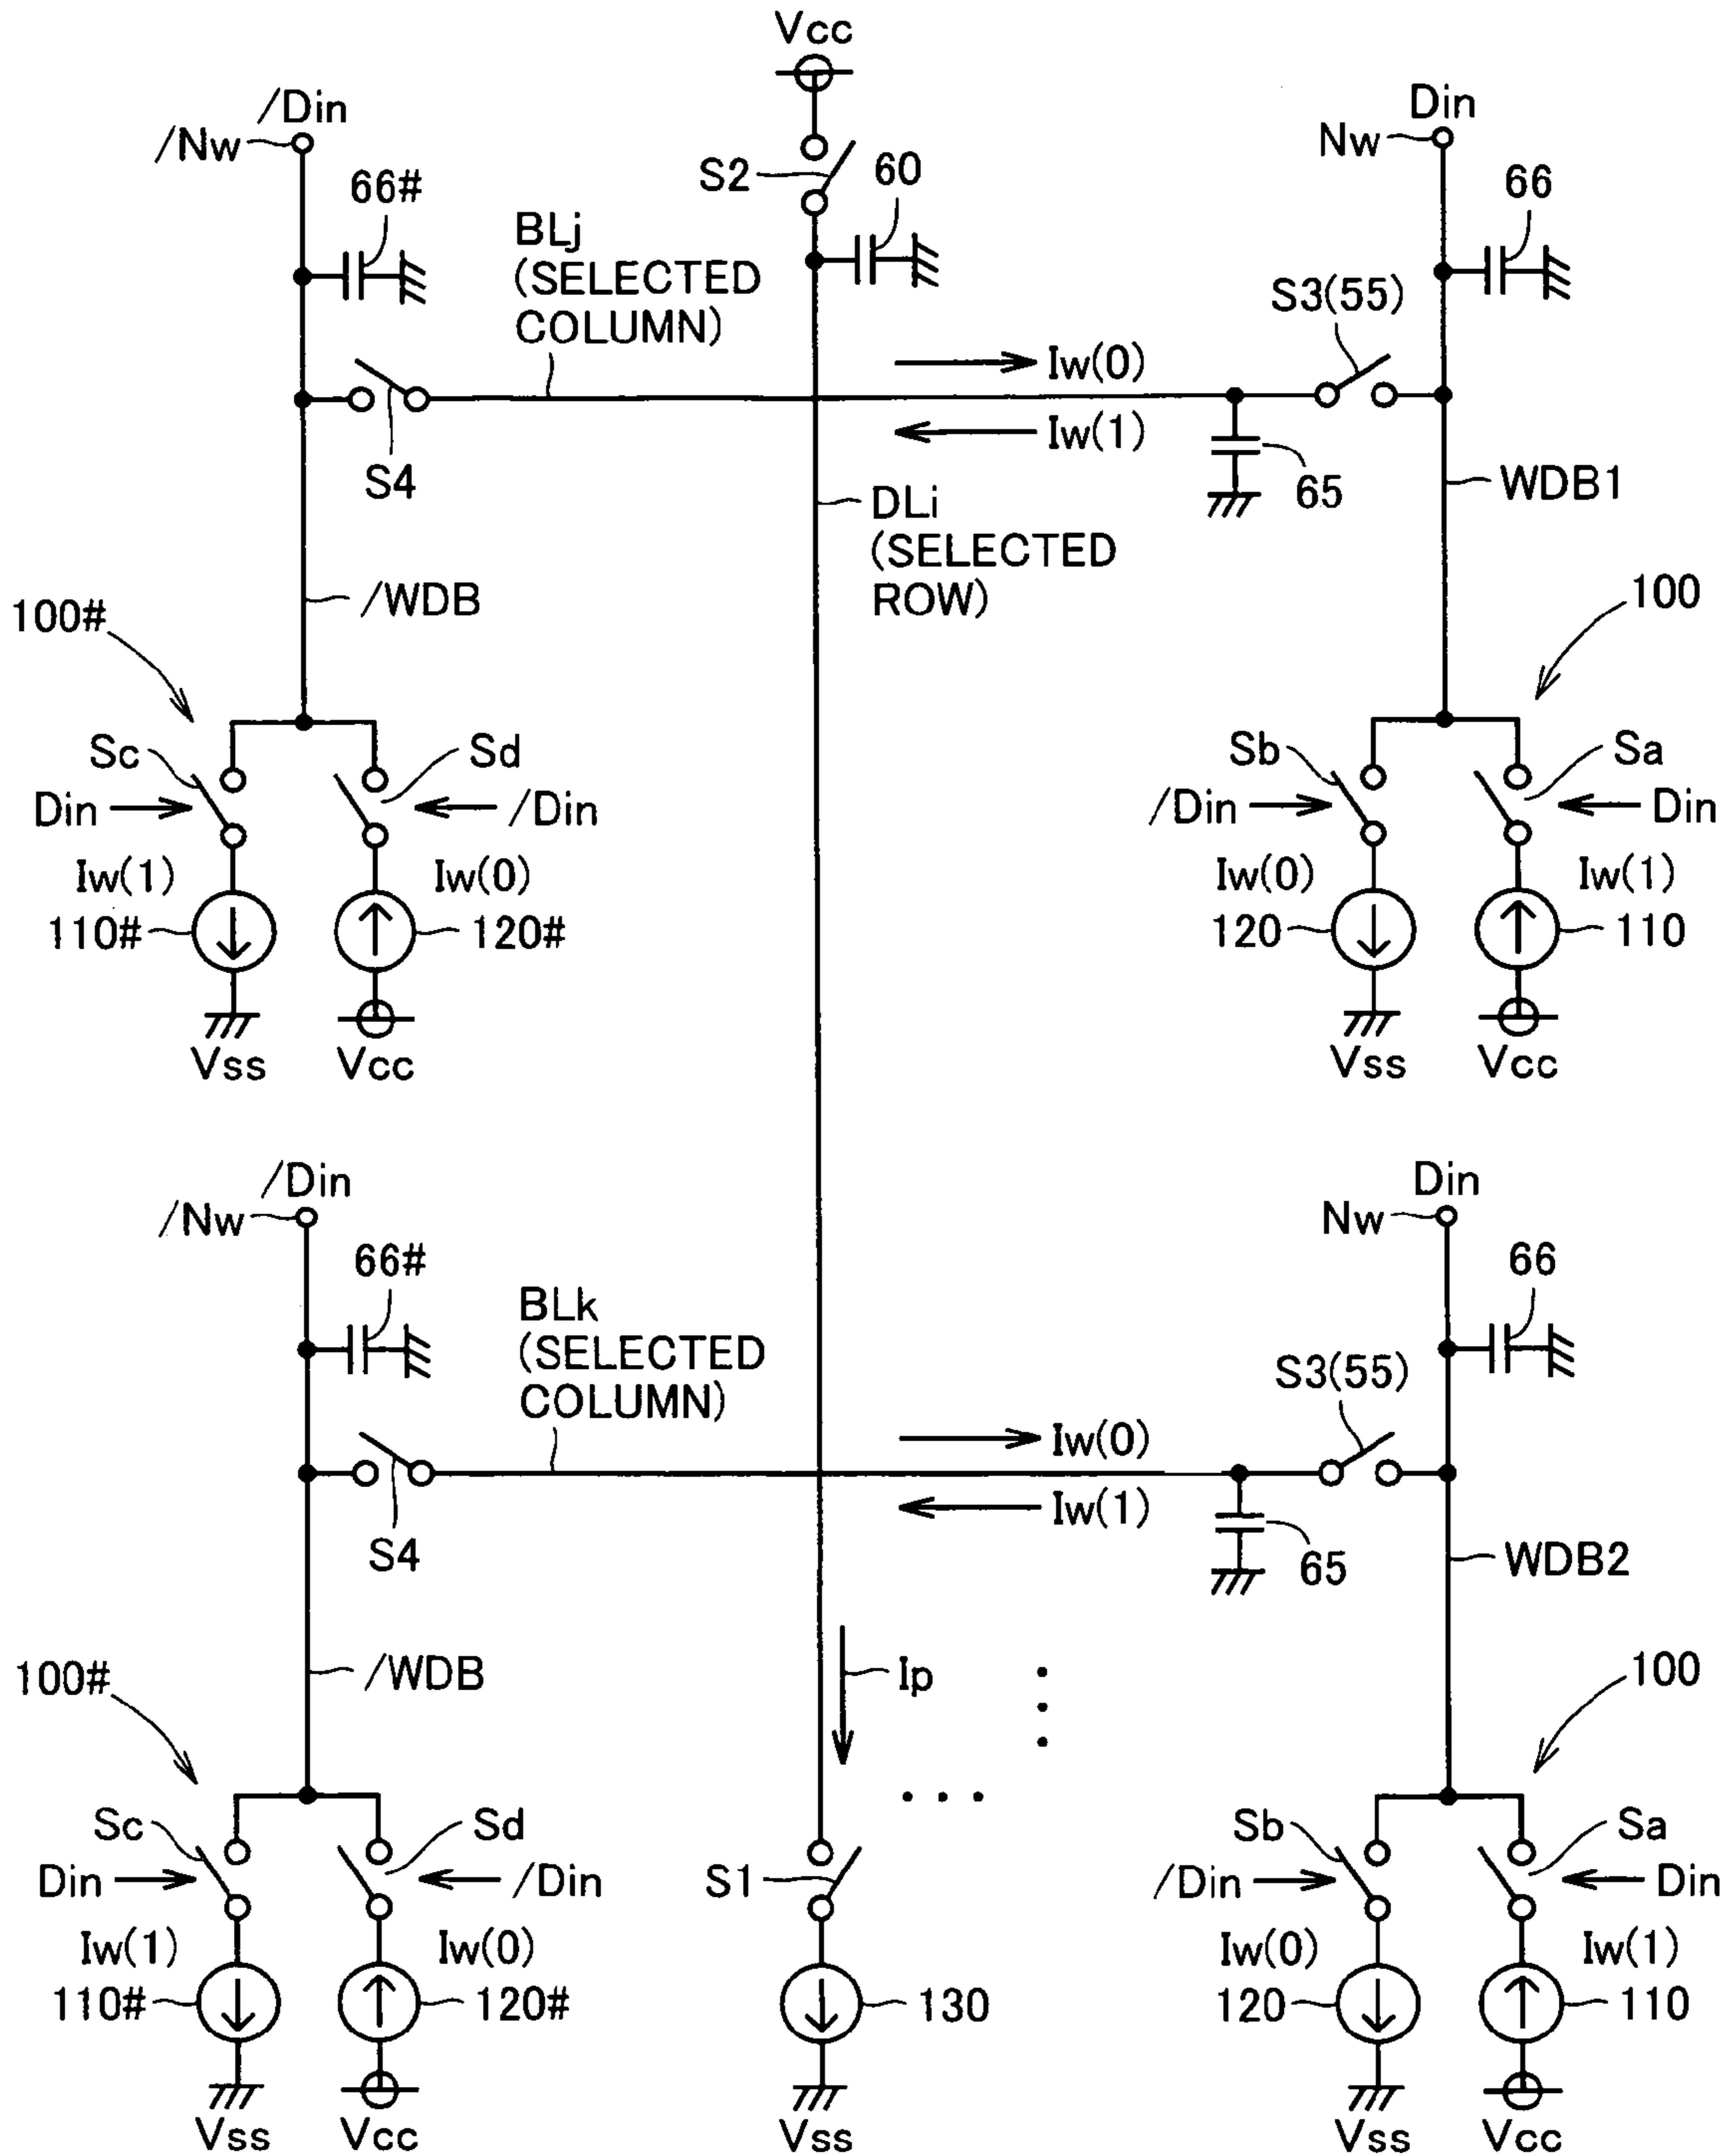 Vcc
/Din
Din
/Nw
Nw
S2
60
66#
66
BLj
(SELECTED
COLUMN)
S3(55)
Iw(0)
Iw(1)
S4
65
WDB1
DLi
(SELECTED
ROW)
/WDB
100#
100
Sc
Sd
Sb
Sa
Din
/Din
/Din
Din
Iw(1)
Iw(0)
Iw(0)
Iw(1)
110#
120#
120
110
Vss
Vcc
Vss
Vcc
/Din
Din
/Nw
Nw
66#
66
BLk
(SELECTED
COLUMN)
S3(55)
Iw(0)
Iw(1)
S4
65
WDB2
/WDB
Ip
100#
100
Sc
Sd
Sb
Sa
Din
/Din
S1
/Din
Din
Iw(1)
Iw(0)
Iw(0)
Iw(1)
110#
120#
130
120
110
Vss
Vcc
Vss
Vss
Vcc